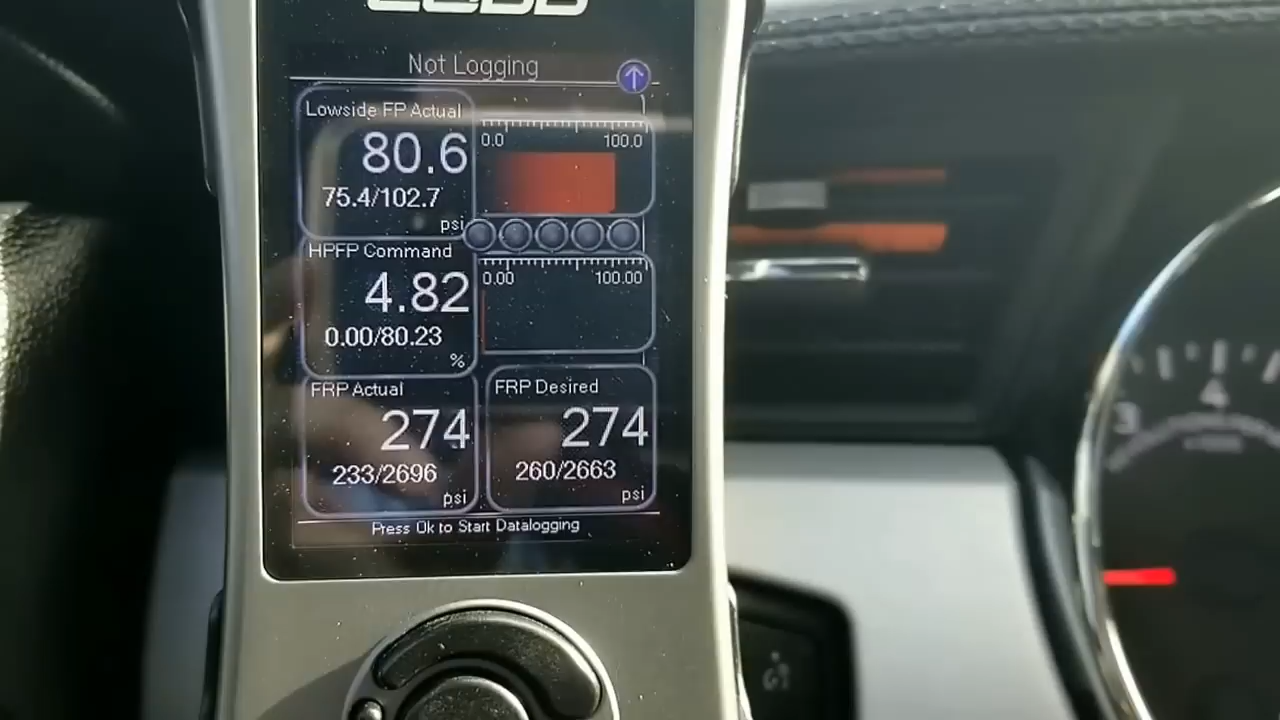 Not Logging
Lowside FP Actual
80.6
75.4/102.7
psi
0.0 100.0
HPFP Command
4.82
0.00/80.23
%
0.00 100.00
FRP Actual
274
233/2696
psi
FRP Desired
274
260/2663
psi
Press Ok to Start Datalogging
3
4